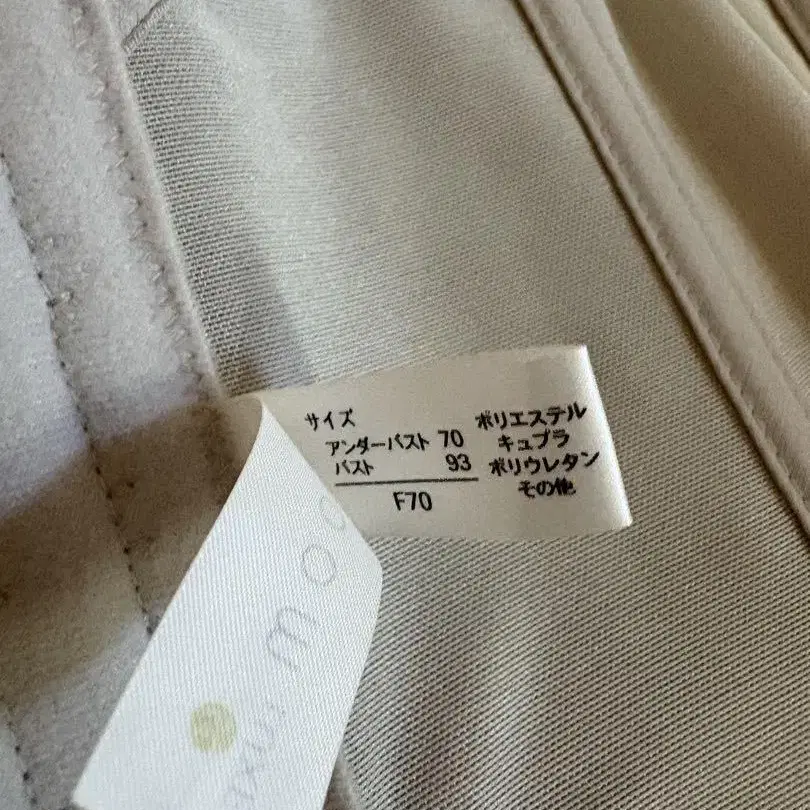 サイズ
アンダーバスト 70
バスト 93
F70
ポリエステル
キュプラ
ポリウレタン
その他